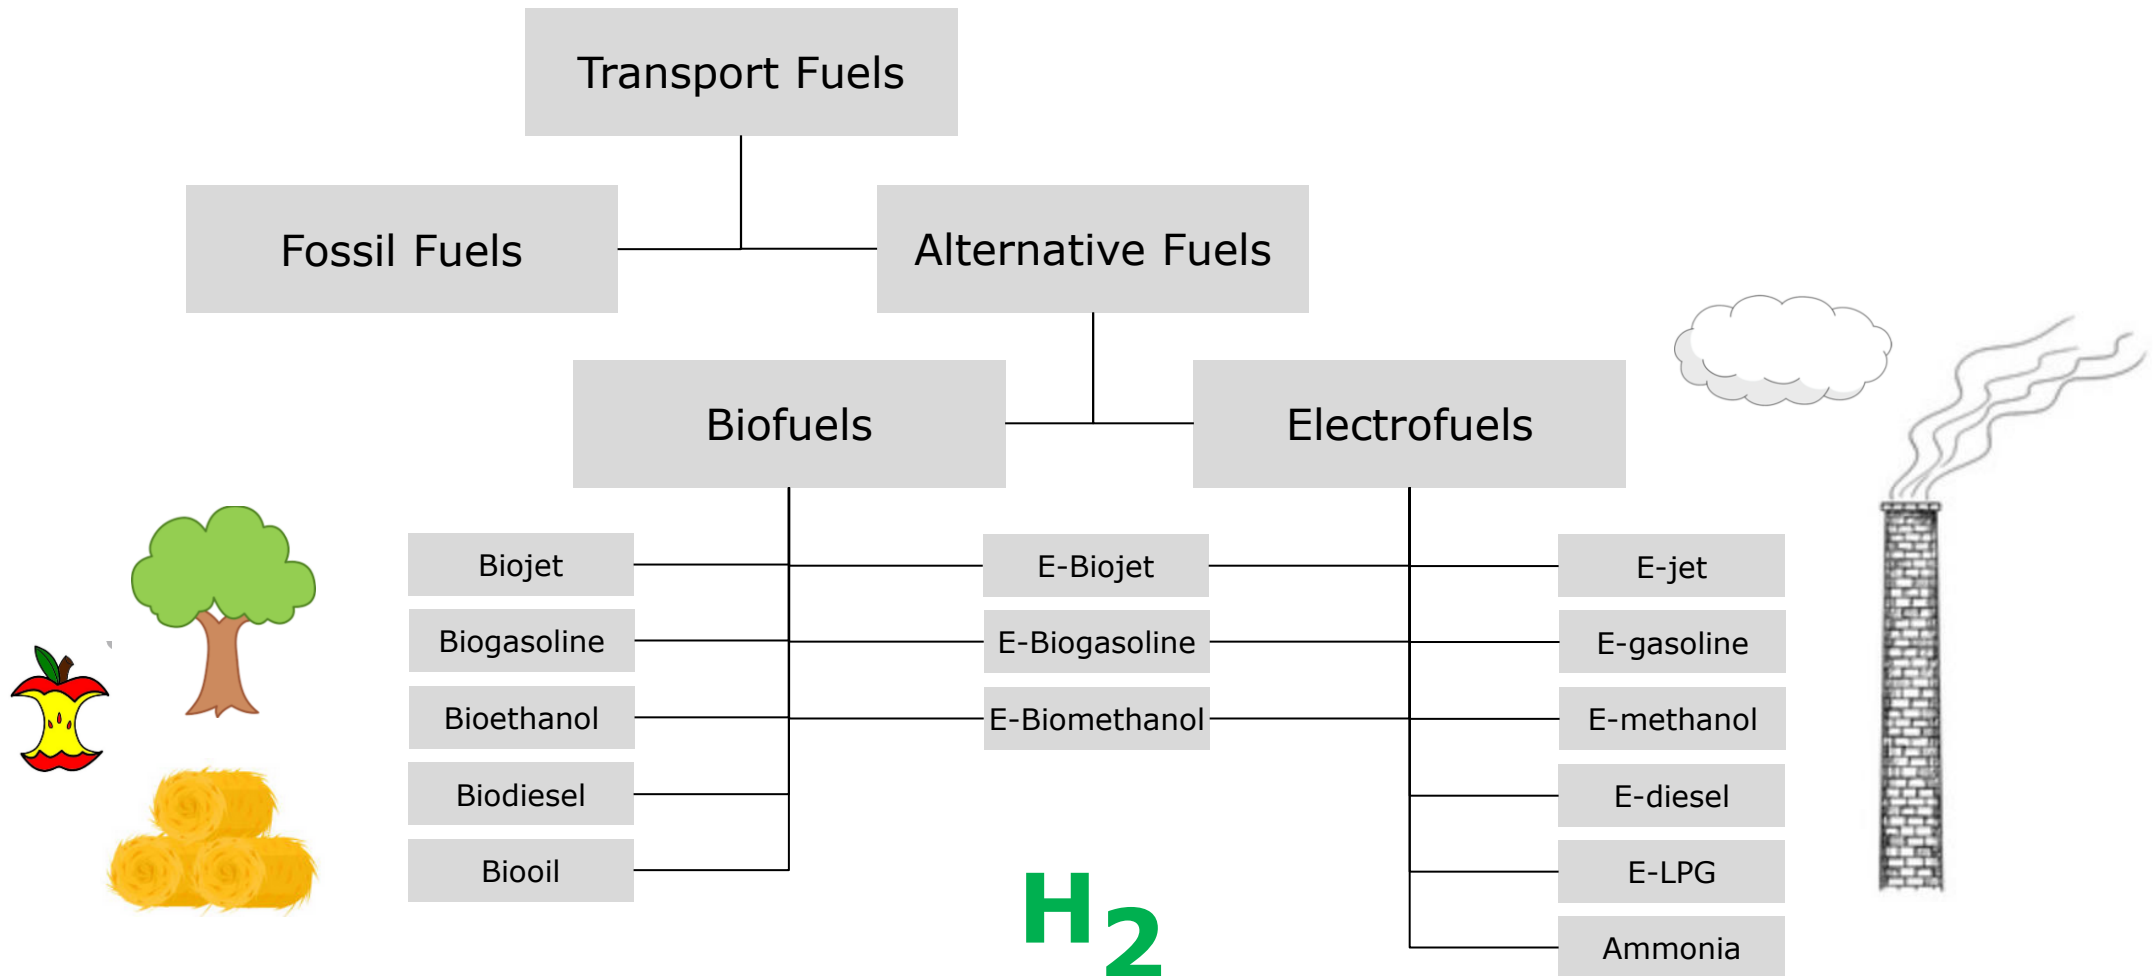 Transport Fuels
Fossil Fuels
Alternative Fuels
Biofuels
Electrofuels
Biojet
E-Biojet
E-jet
Biogasoline
E-Biogasoline
E-gasoline
Bioethanol
E-Biomethanol
E-methanol
Biodiesel
E-diesel
Biooil
E-LPG
H2
Ammonia